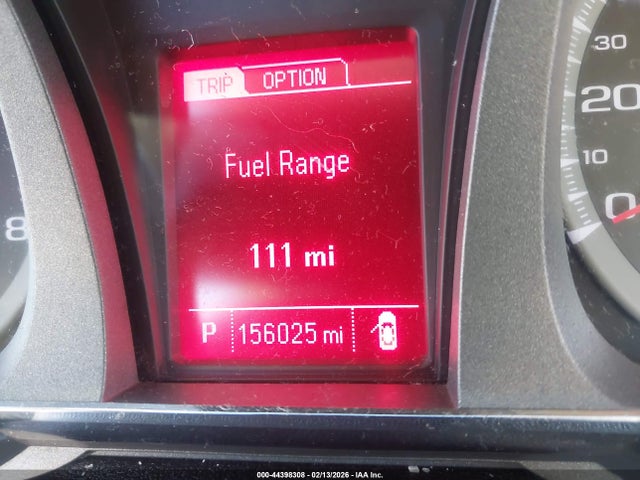 TRIP OPTION
Fuel Range
111 mi
P 156025 mi
8
30
20
10
0
000-44398308 - 02/13/2026 - IAA Inc.